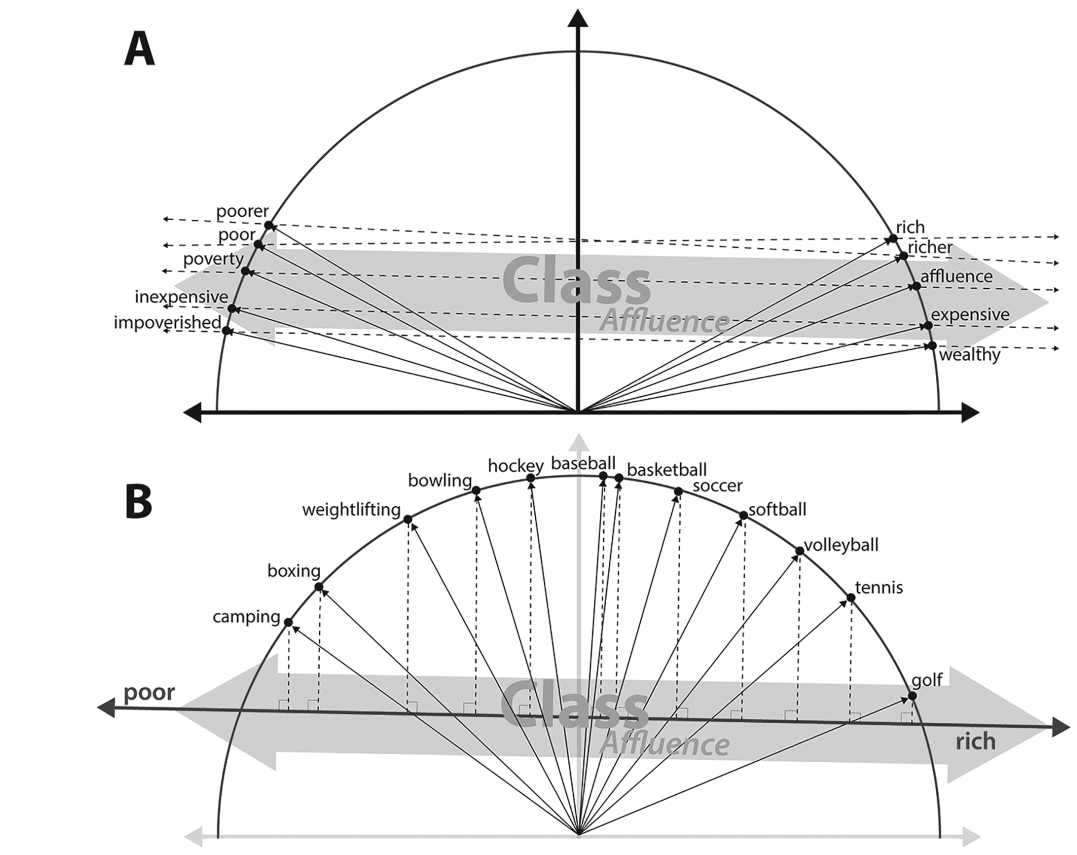 A
poorer
poor
poverty
inexpensive
impoverished
rich
richer
affluence
expensive
wealthy
Class
Affluence
B
camping
boxing
weightlifting
bowling
hockey
baseball
basketball
soccer
softball
volleyball
tennis
golf
poor
Class
Affluence
rich